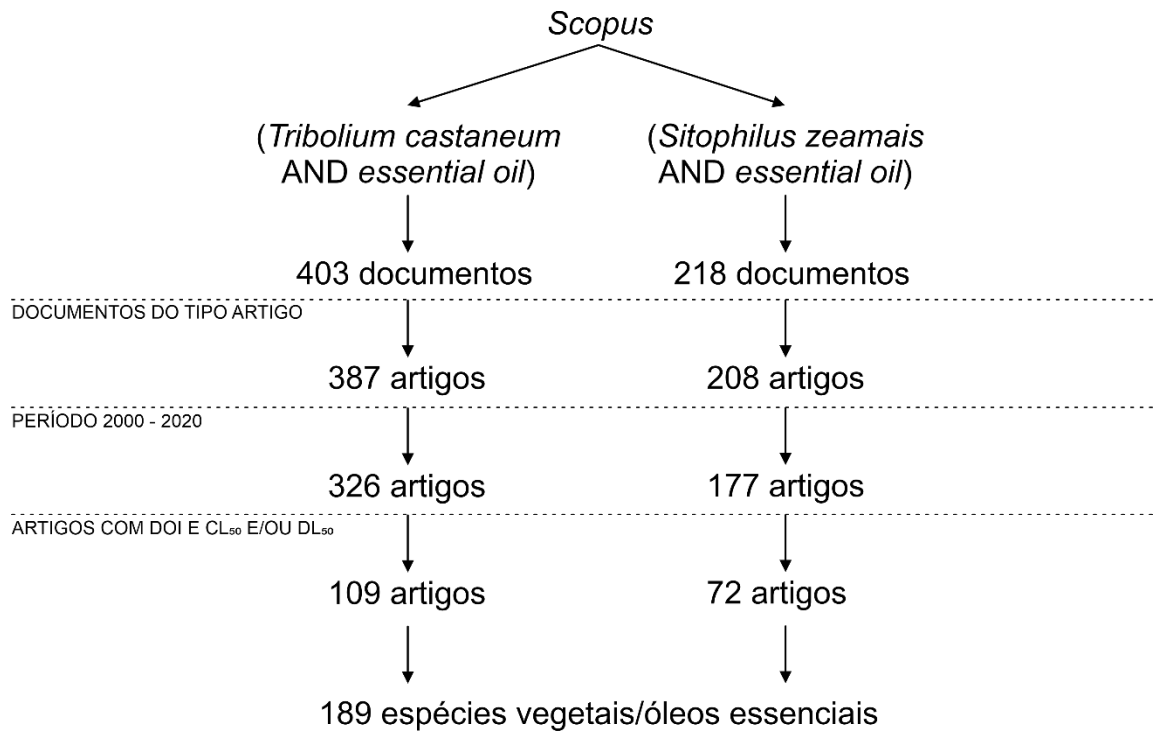 Scopus
(Tribolium castaneum
AND essential oil)
(Sitophilus zeamais
AND essential oil)
403 documentos
218 documentos
DOCUMENTOS DO TIPO ARTIGO
387 artigos
208 artigos
PERÍODO 2000 - 2020
326 artigos
177 artigos
ARTIGOS COM DOI E CL₅₀ E/OU DL₅₀
109 artigos
72 artigos
189 espécies vegetais/óleos essenciais